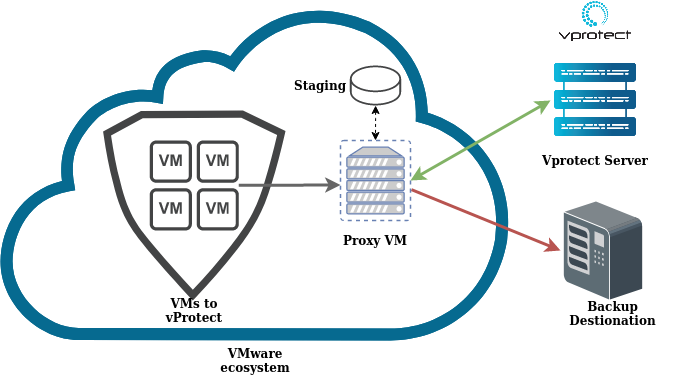 vprotect
Staging
Vprotect Server
VM VM
VM VM
Proxy VM
VMs to
vProtect
Backup
Destionation
VMware
ecosystem